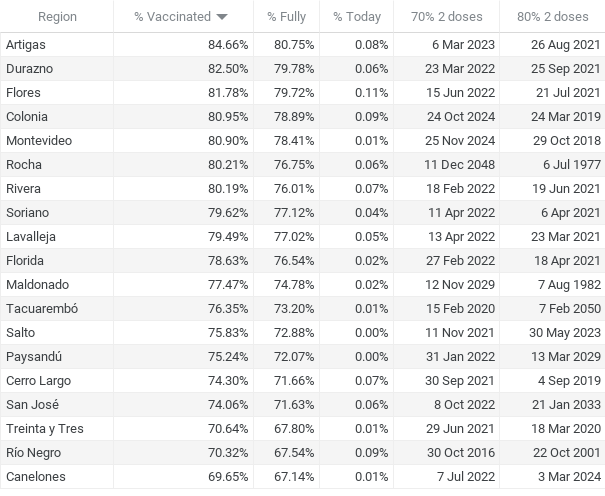 Region % Vaccinated % Fully % Today 70% 2 doses 80% 2 doses
Artigas 84.66% 80.75% 0.08% 6 Mar 2023 26 Aug 2021
Durazno 82.50% 79.78% 0.06% 23 Mar 2022 25 Sep 2021
Flores 81.78% 79.72% 0.11% 15 Jun 2022 21 Jul 2021
Colonia 80.95% 78.89% 0.09% 24 Oct 2024 24 Mar 2019
Montevideo 80.90% 78.41% 0.01% 25 Nov 2024 29 Oct 2018
Rocha 80.21% 76.75% 0.06% 11 Dec 2048 6 Jul 1977
Rivera 80.19% 76.01% 0.07% 18 Feb 2022 19 Jun 2021
Soriano 79.62% 77.12% 0.04% 11 Apr 2022 6 Apr 2021
Lavalleja 79.49% 77.02% 0.05% 13 Apr 2022 23 Mar 2021
Florida 78.63% 76.54% 0.02% 27 Feb 2022 18 Apr 2021
Maldonado 77.47% 74.78% 0.02% 12 Nov 2029 7 Aug 1982
Tacuarembó 76.35% 73.20% 0.01% 15 Feb 2020 7 Feb 2050
Salto 75.83% 72.88% 0.00% 11 Nov 2021 30 May 2023
Paysandú 75.24% 72.07% 0.00% 31 Jan 2022 13 Mar 2029
Cerro Largo 74.30% 71.66% 0.07% 30 Sep 2021 4 Sep 2019
San José 74.06% 71.63% 0.06% 8 Oct 2022 21 Jan 2033
Treinta y Tres 70.64% 67.80% 0.01% 29 Jun 2021 18 Mar 2020
Río Negro 70.32% 67.54% 0.09% 30 Oct 2016 22 Oct 2001
Canelones 69.65% 67.14% 0.01% 7 Jul 2022 3 Mar 2024